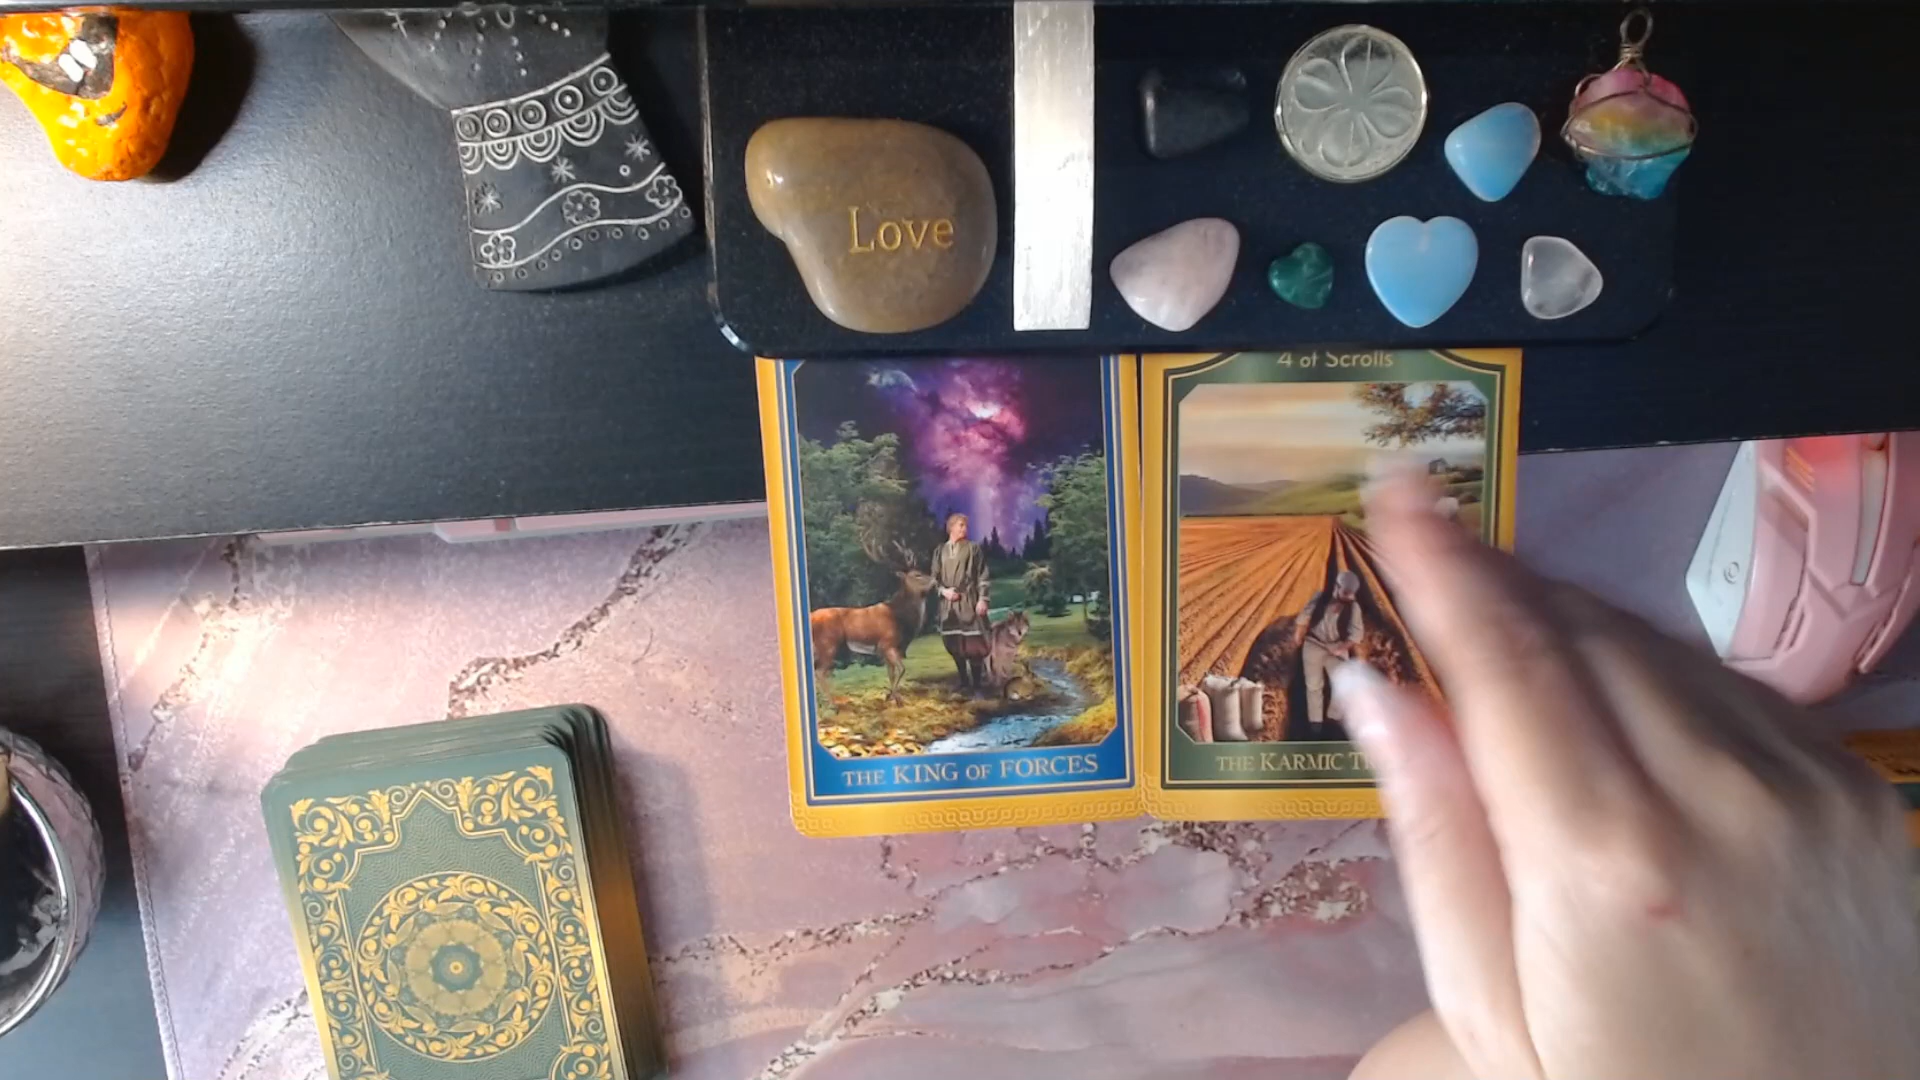 Love
4 of Scrolls
THE KING OF FORCES
THE KARMIC